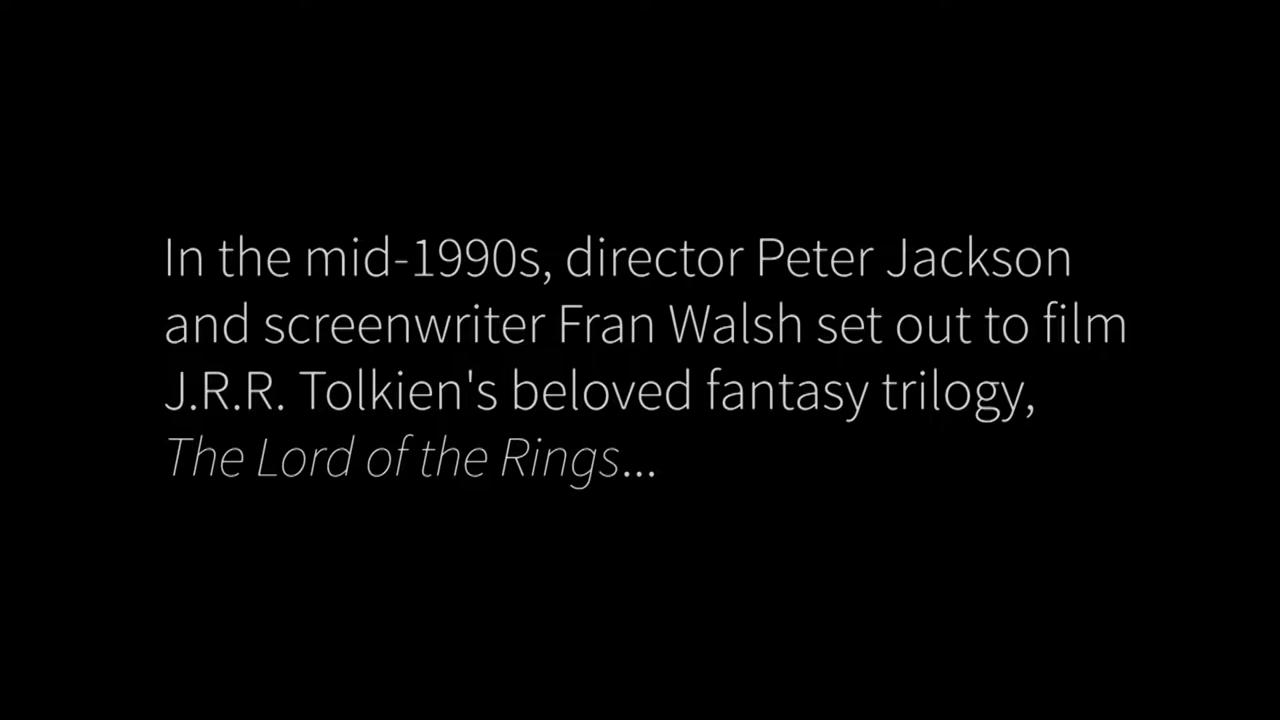 In the mid-1990s, director Peter Jackson
and screenwriter Fran Walsh set out to film
J.R.R. Tolkien's beloved fantasy trilogy,
The Lord of the Rings...